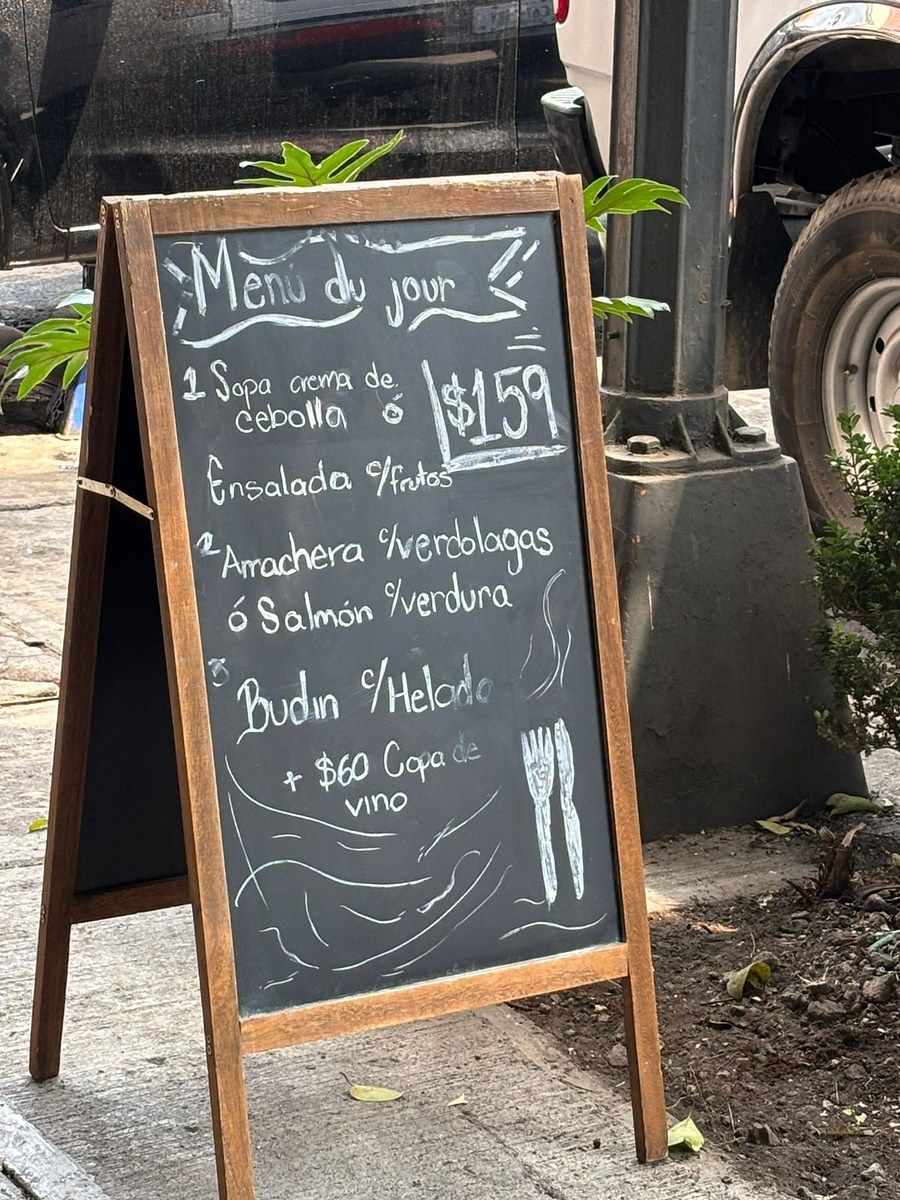 Menú du jour
1 Sopa crema de
cebolla ó
$159
Ensalada c/frutos
2 Arrachera c/verdolagas
ó Salmón c/verdura
3
Budin c/Helado
+ $60 Copa de
vino